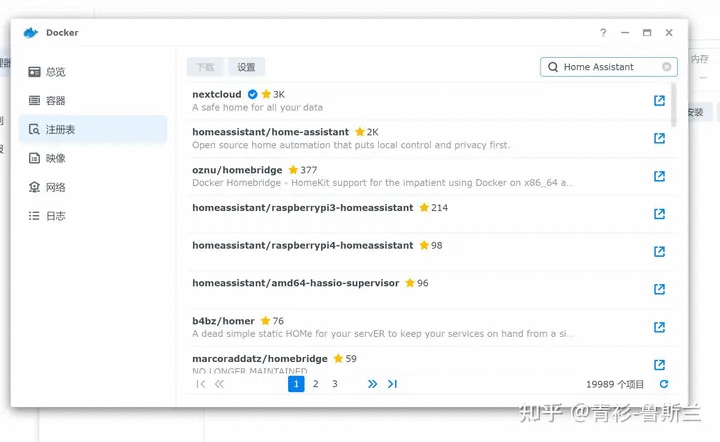 Docker
理器
内存
总览
容器
注册表
映像
网络
日志
下载
设置
Home Assistant
安装
nextcloud 3K
A safe home for all your data
homeassistant/home-assistant 2K
Open source home automation that puts local control and privacy first.
oznu/homebridge 377
Docker Homebridge - HomeKit support for the impatient using Docker on x86_64 a...
homeassistant/raspberrypi3-homeassistant 214
homeassistant/raspberrypi4-homeassistant 98
homeassistant/amd64-hassio-supervisor 96
b4bz/homer 76
A dead simple static HOMe for your servER to keep your services on hand from a si...
marcoraddatz/homebridge 59
NO LONGER MAINTAINED
1 2 3
19989 个项目
知乎 @青衫-鲁斯兰